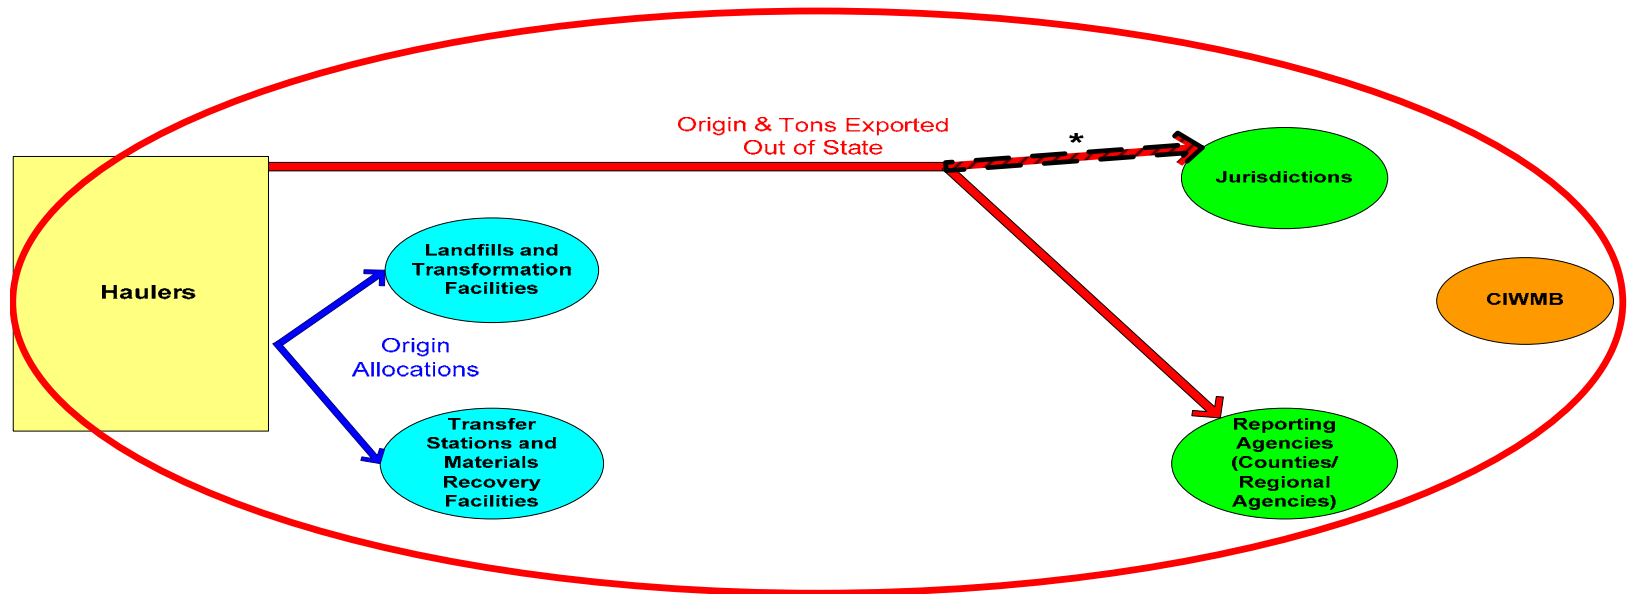 Origin & Tons Exported
Out of State
*
Jurisdictions
Haulers
Landfills and
Transformation
Facilities
CIWMB
Origin
Allocations
Transfer
Stations and
Materials
Recovery
Facilities
Reporting
Agencies
(Counties/
Regional
Agencies)